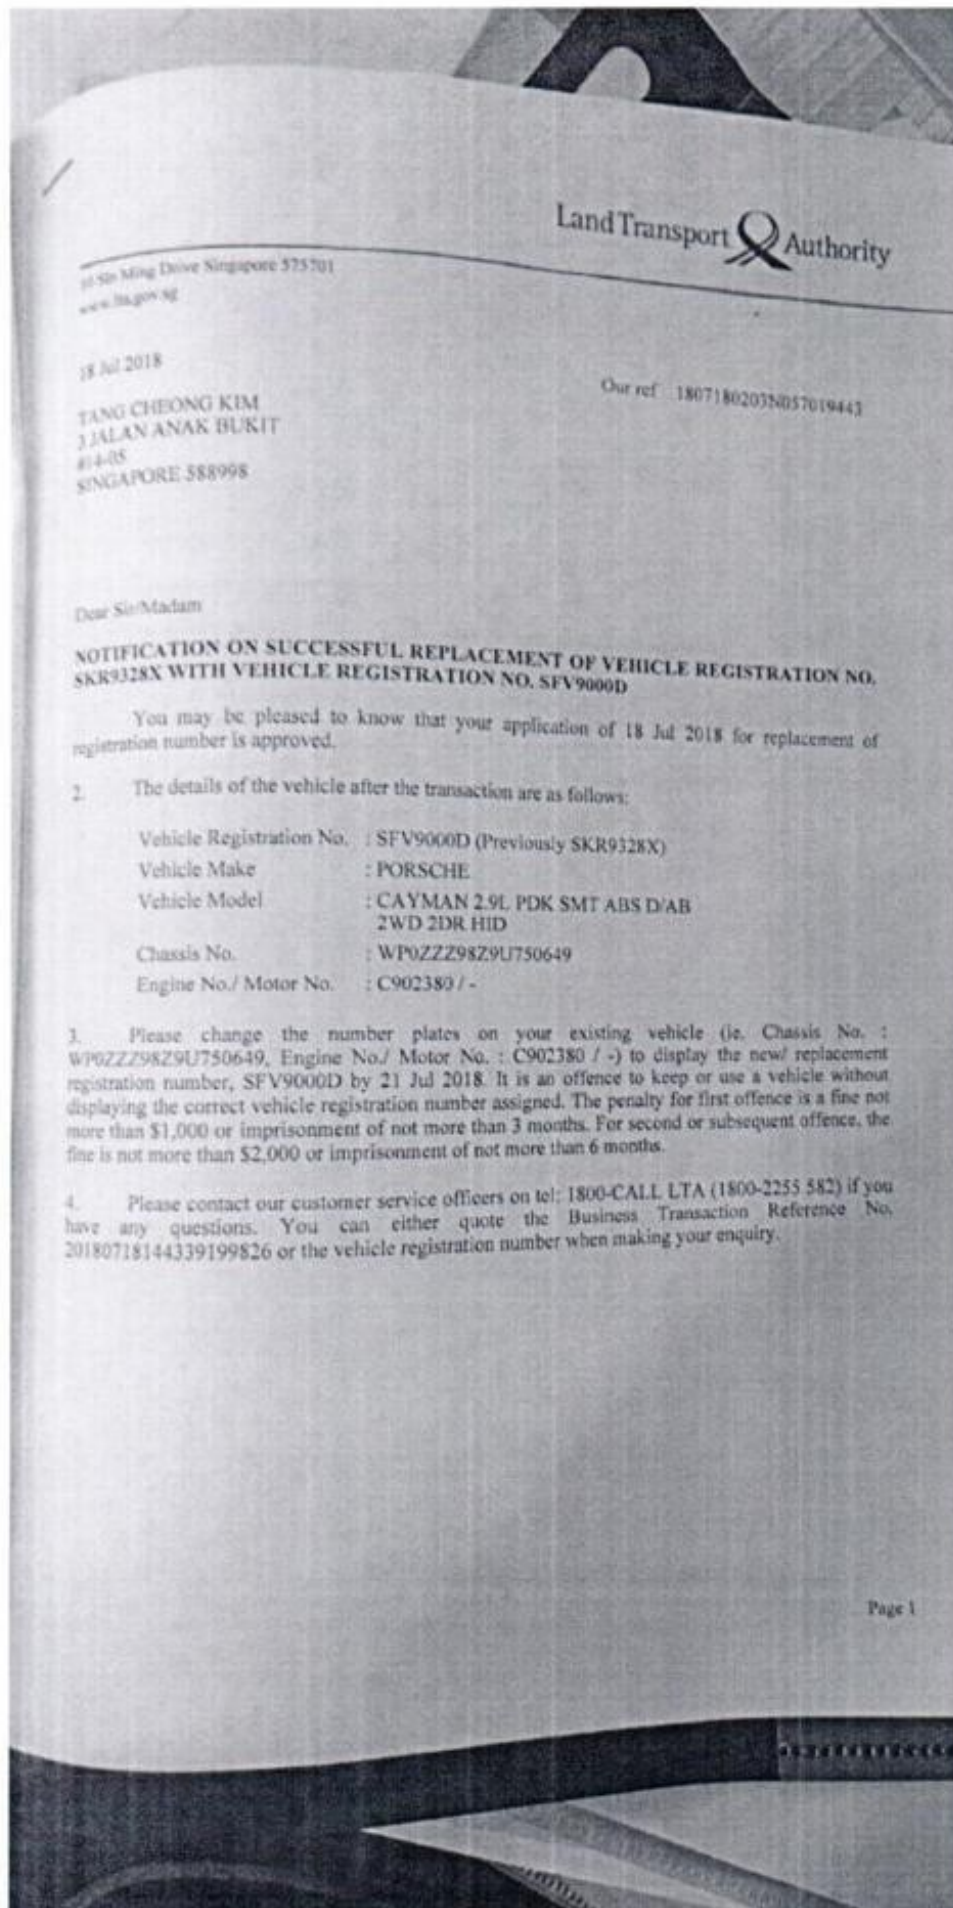 Land Transport Authority
10 Sin Ming Drive Singapore 575701
www.lta.gov.sg
18 Jul 2018
Our ref 1807180203N057019443
TANG CHEONG KIM
3 JALAN ANAK BUKIT
#14-05
SINGAPORE 588998
Dear Sir/Madam
NOTIFICATION ON SUCCESSFUL REPLACEMENT OF VEHICLE REGISTRATION NO.
SKR9328X WITH VEHICLE REGISTRATION NO. SFV9000D
You may be pleased to know that your application of 18 Jul 2018 for replacement of
registration number is approved.
2. The details of the vehicle after the transaction are as follows:
Vehicle Registration No. : SFV9000D (Previously SKR9328X)
Vehicle Make : PORSCHE
Vehicle Model : CAYMAN 2.9L PDK SMT ABS D/AB
2WD 2DR HID
Chassis No. : WP0ZZZ98Z9U750649
Engine No./ Motor No. : C902380 / -
3. Please change the number plates on your existing vehicle (ie. Chassis No. :
WP0ZZZ98Z9U750649, Engine No./ Motor No. : C902380 / -) to display the new/ replacement
registration number, SFV9000D by 21 Jul 2018. It is an offence to keep or use a vehicle without
displaying the correct vehicle registration number assigned. The penalty for first offence is a fine not
more than $1,000 or imprisonment of not more than 3 months. For second or subsequent offence, the
fine is not more than $2,000 or imprisonment of not more than 6 months.
4. Please contact our customer service officers on tel: 1800-CALL LTA (1800-2255 582) if you
have any questions. You can either quote the Business Transaction Reference No.
20180718144339199826 or the vehicle registration number when making your enquiry.
Page 1